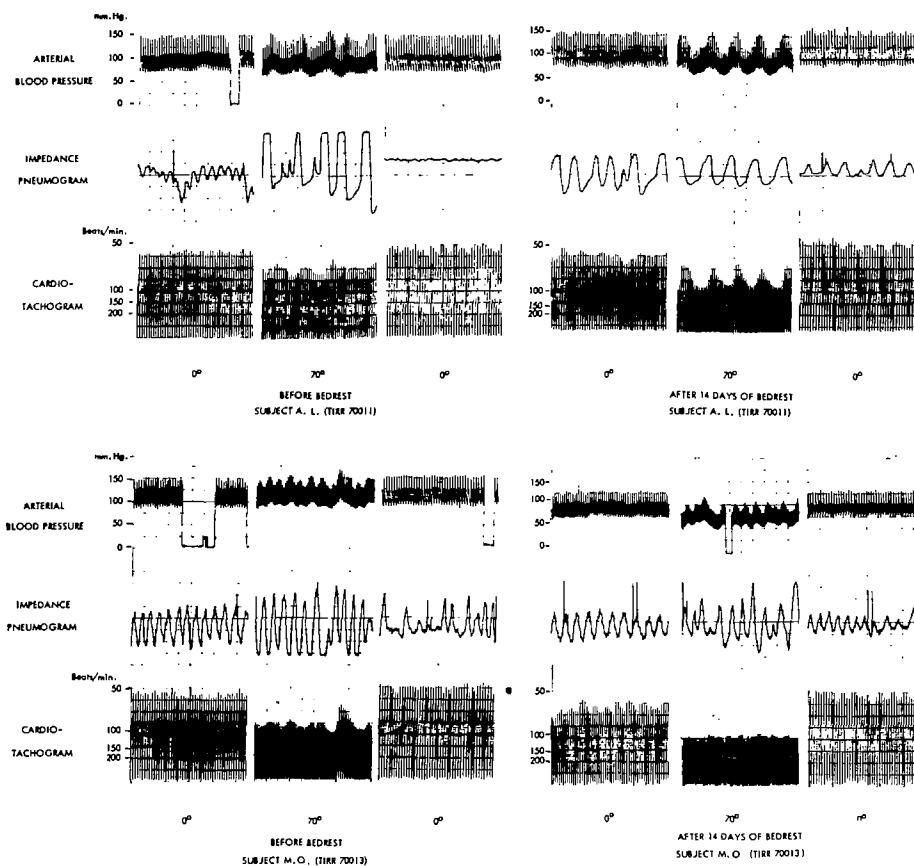 mm.Hg.
150
100
50
0
ARTERIAL
BLOOD PRESSURE
150
100
50
0
IMPEDANCE
PNEUMOGRAM
Beats/min.
50
100
150
200
CARDIO-
TACHOGRAM
50
100
150
200
0° 70° 0°
BEFORE BEDREST
SUBJECT A. L. (TIRR 70011)
0° 70° 0°
AFTER 14 DAYS OF BEDREST
SUBJECT A. L. (TIRR 70011)
mm.Hg.
150
100
50
0
ARTERIAL
BLOOD PRESSURE
150
100
50
0
IMPEDANCE
PNEUMOGRAM
Beats/min.
50
100
150
200
CARDIO-
TACHOGRAM
50
100
150
200
0° 70° 0°
BEFORE BEDREST
SUBJECT M.O. (TIRR 70013)
0° 70° n°
AFTER 14 DAYS OF BEDREST
SUBJECT M.O (TIRR 70013)